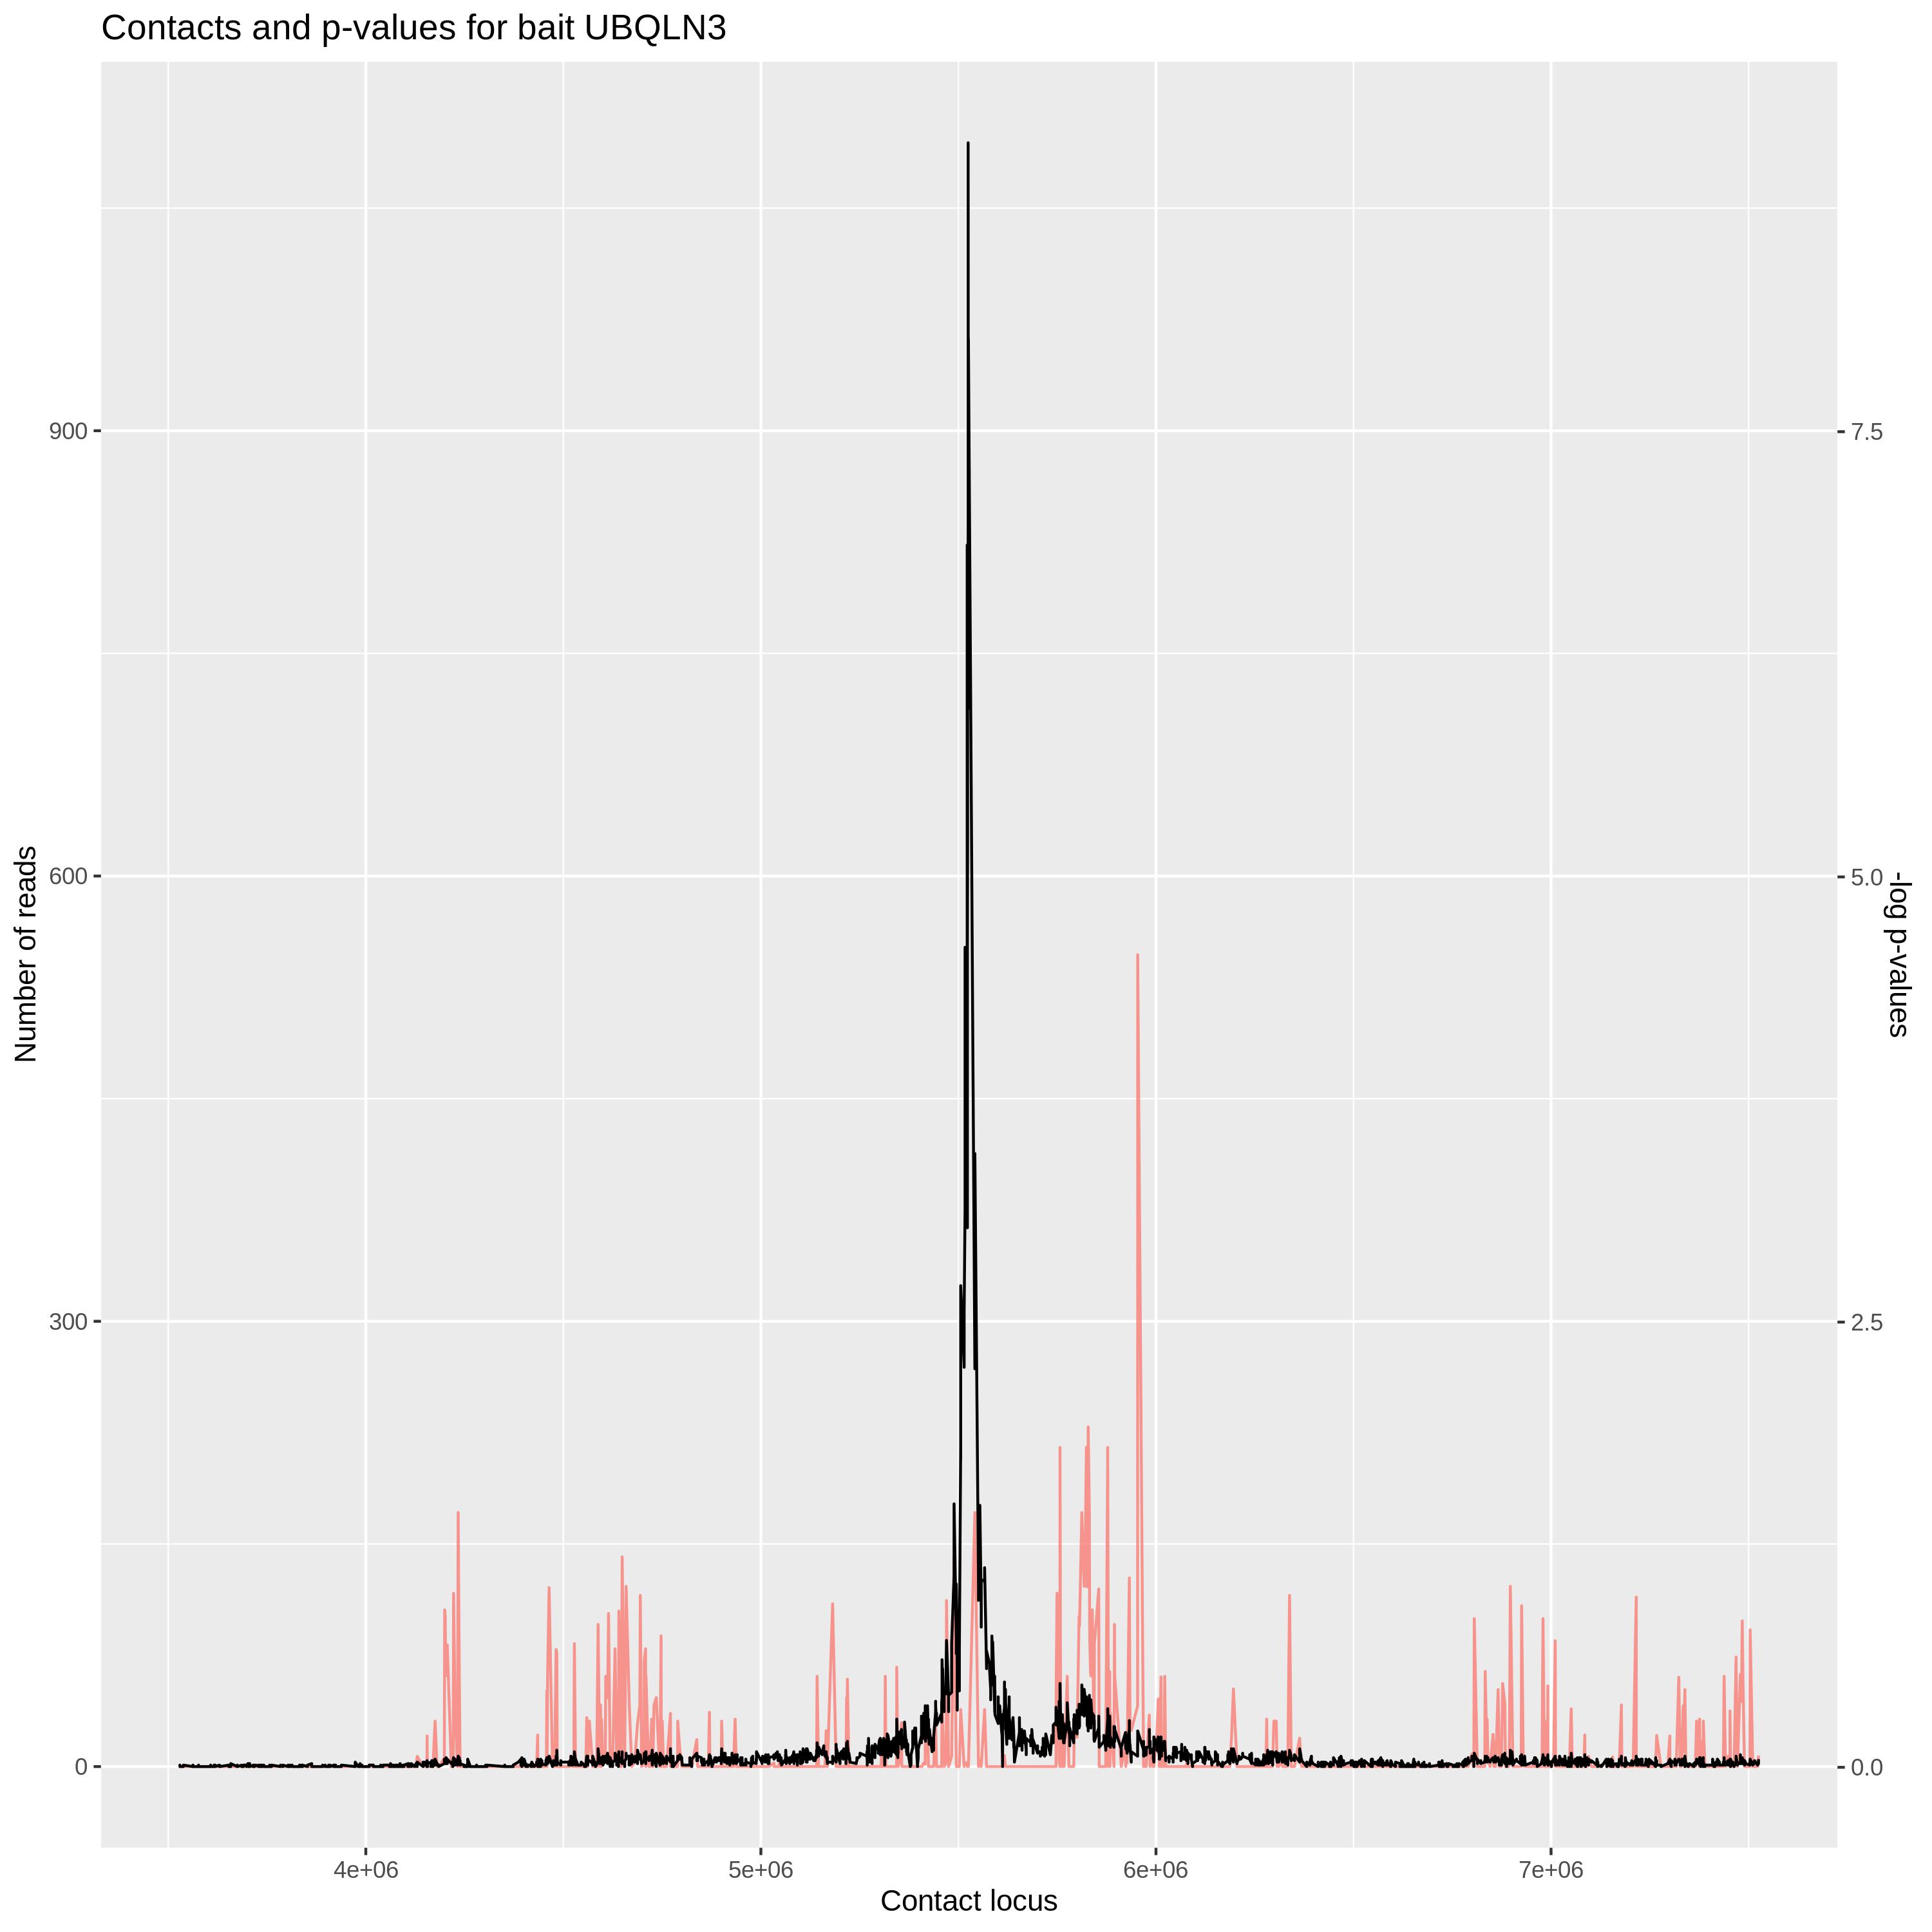 Contacts and p-values for bait UBQLN3
Number of reads
900
600
300
0
7.5
5.0
2.5
0.0
-log p-values
4e+06 5e+06 6e+06 7e+06
Contact locus